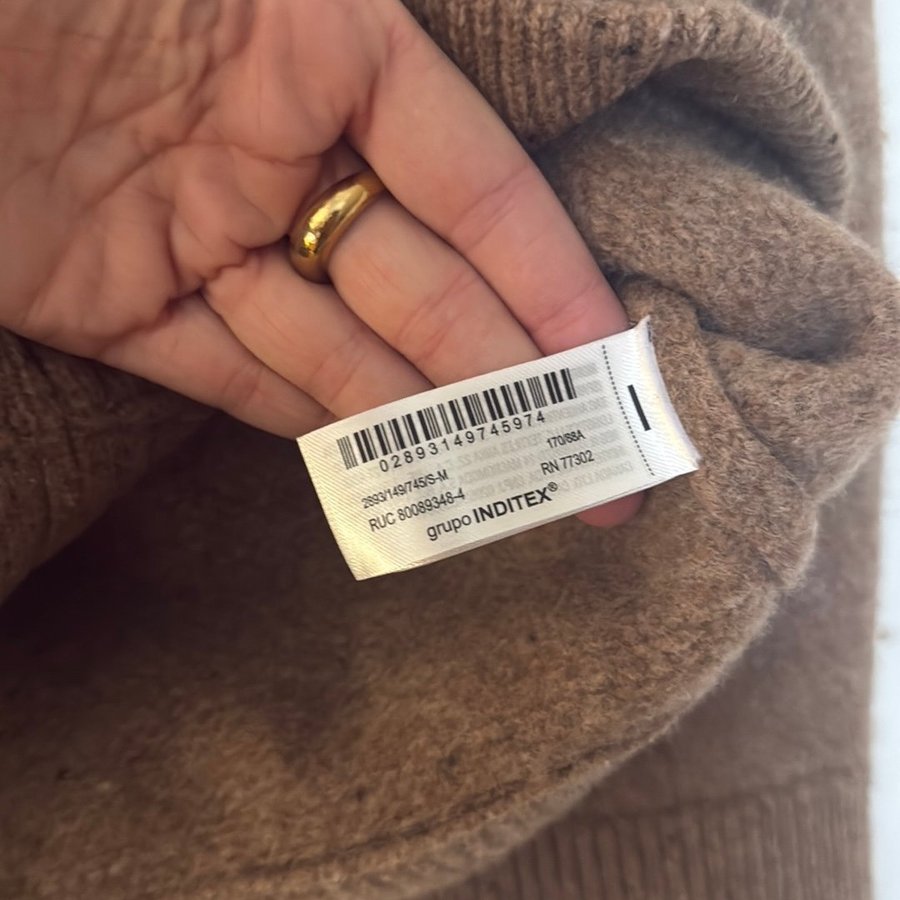 02893149745974
2893/149/745/S-M 170/88A
RUC 80089348-4 RN 77302
grupo INDITEX®